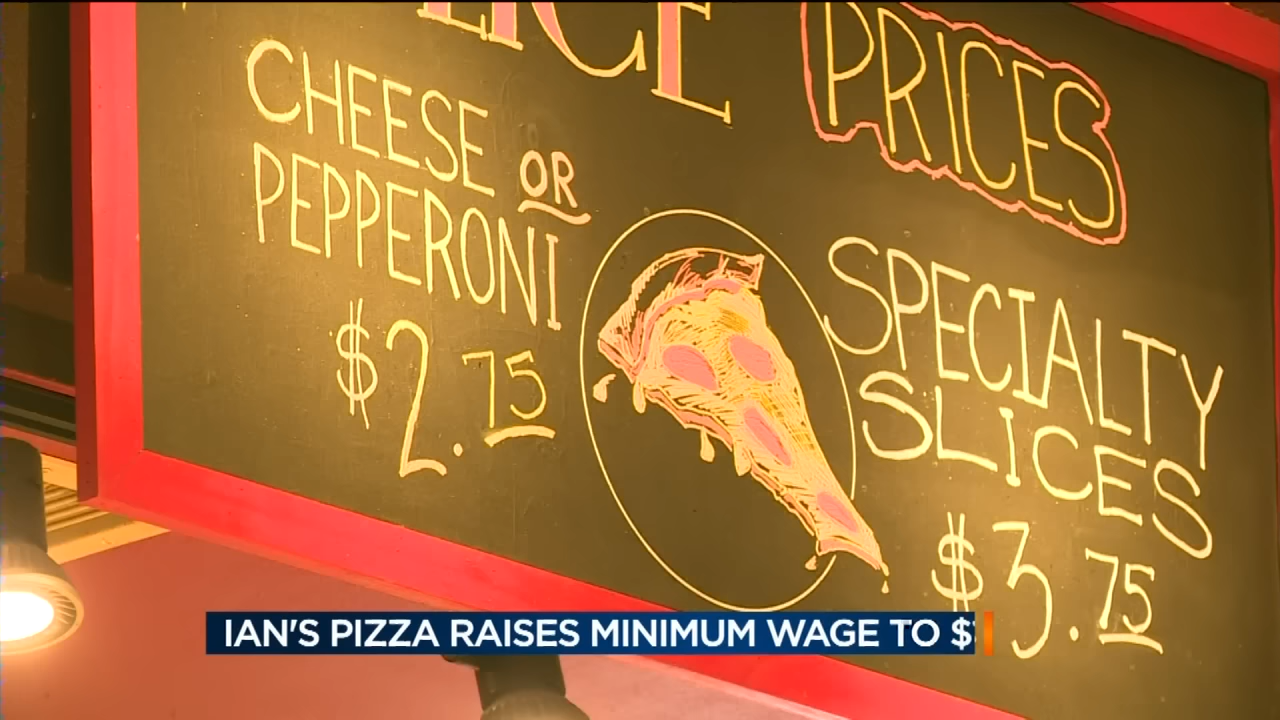 PRICES
CHEESE OR
PEPPERONI
$2.75
SPECIALTY
SLICES
$3.75
IAN'S PIZZA RAISES MINIMUM WAGE TO $